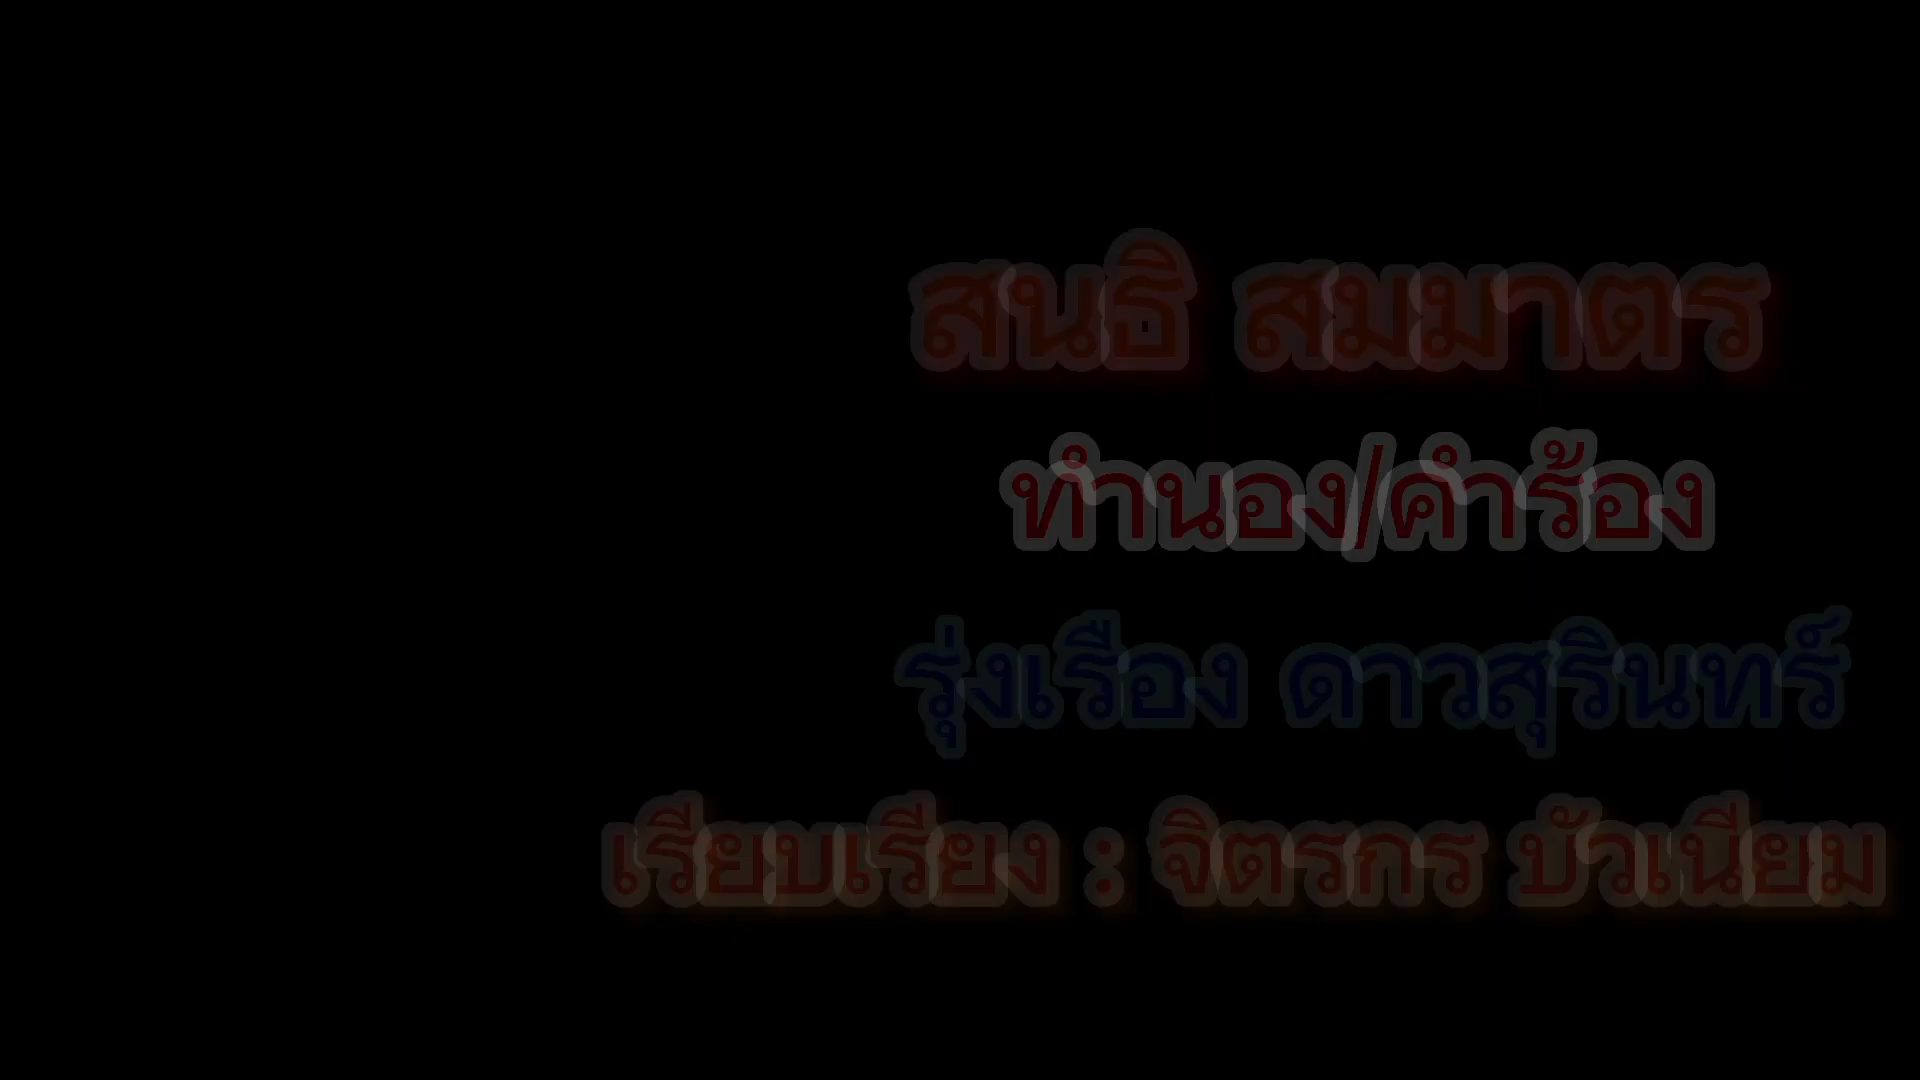 สนธิ สมมาตร
ทำนอง/คำร้อง
รุ่งเรือง ดาวสุรินทร์
เรียบเรียง : จิตรกร บัวเนียม